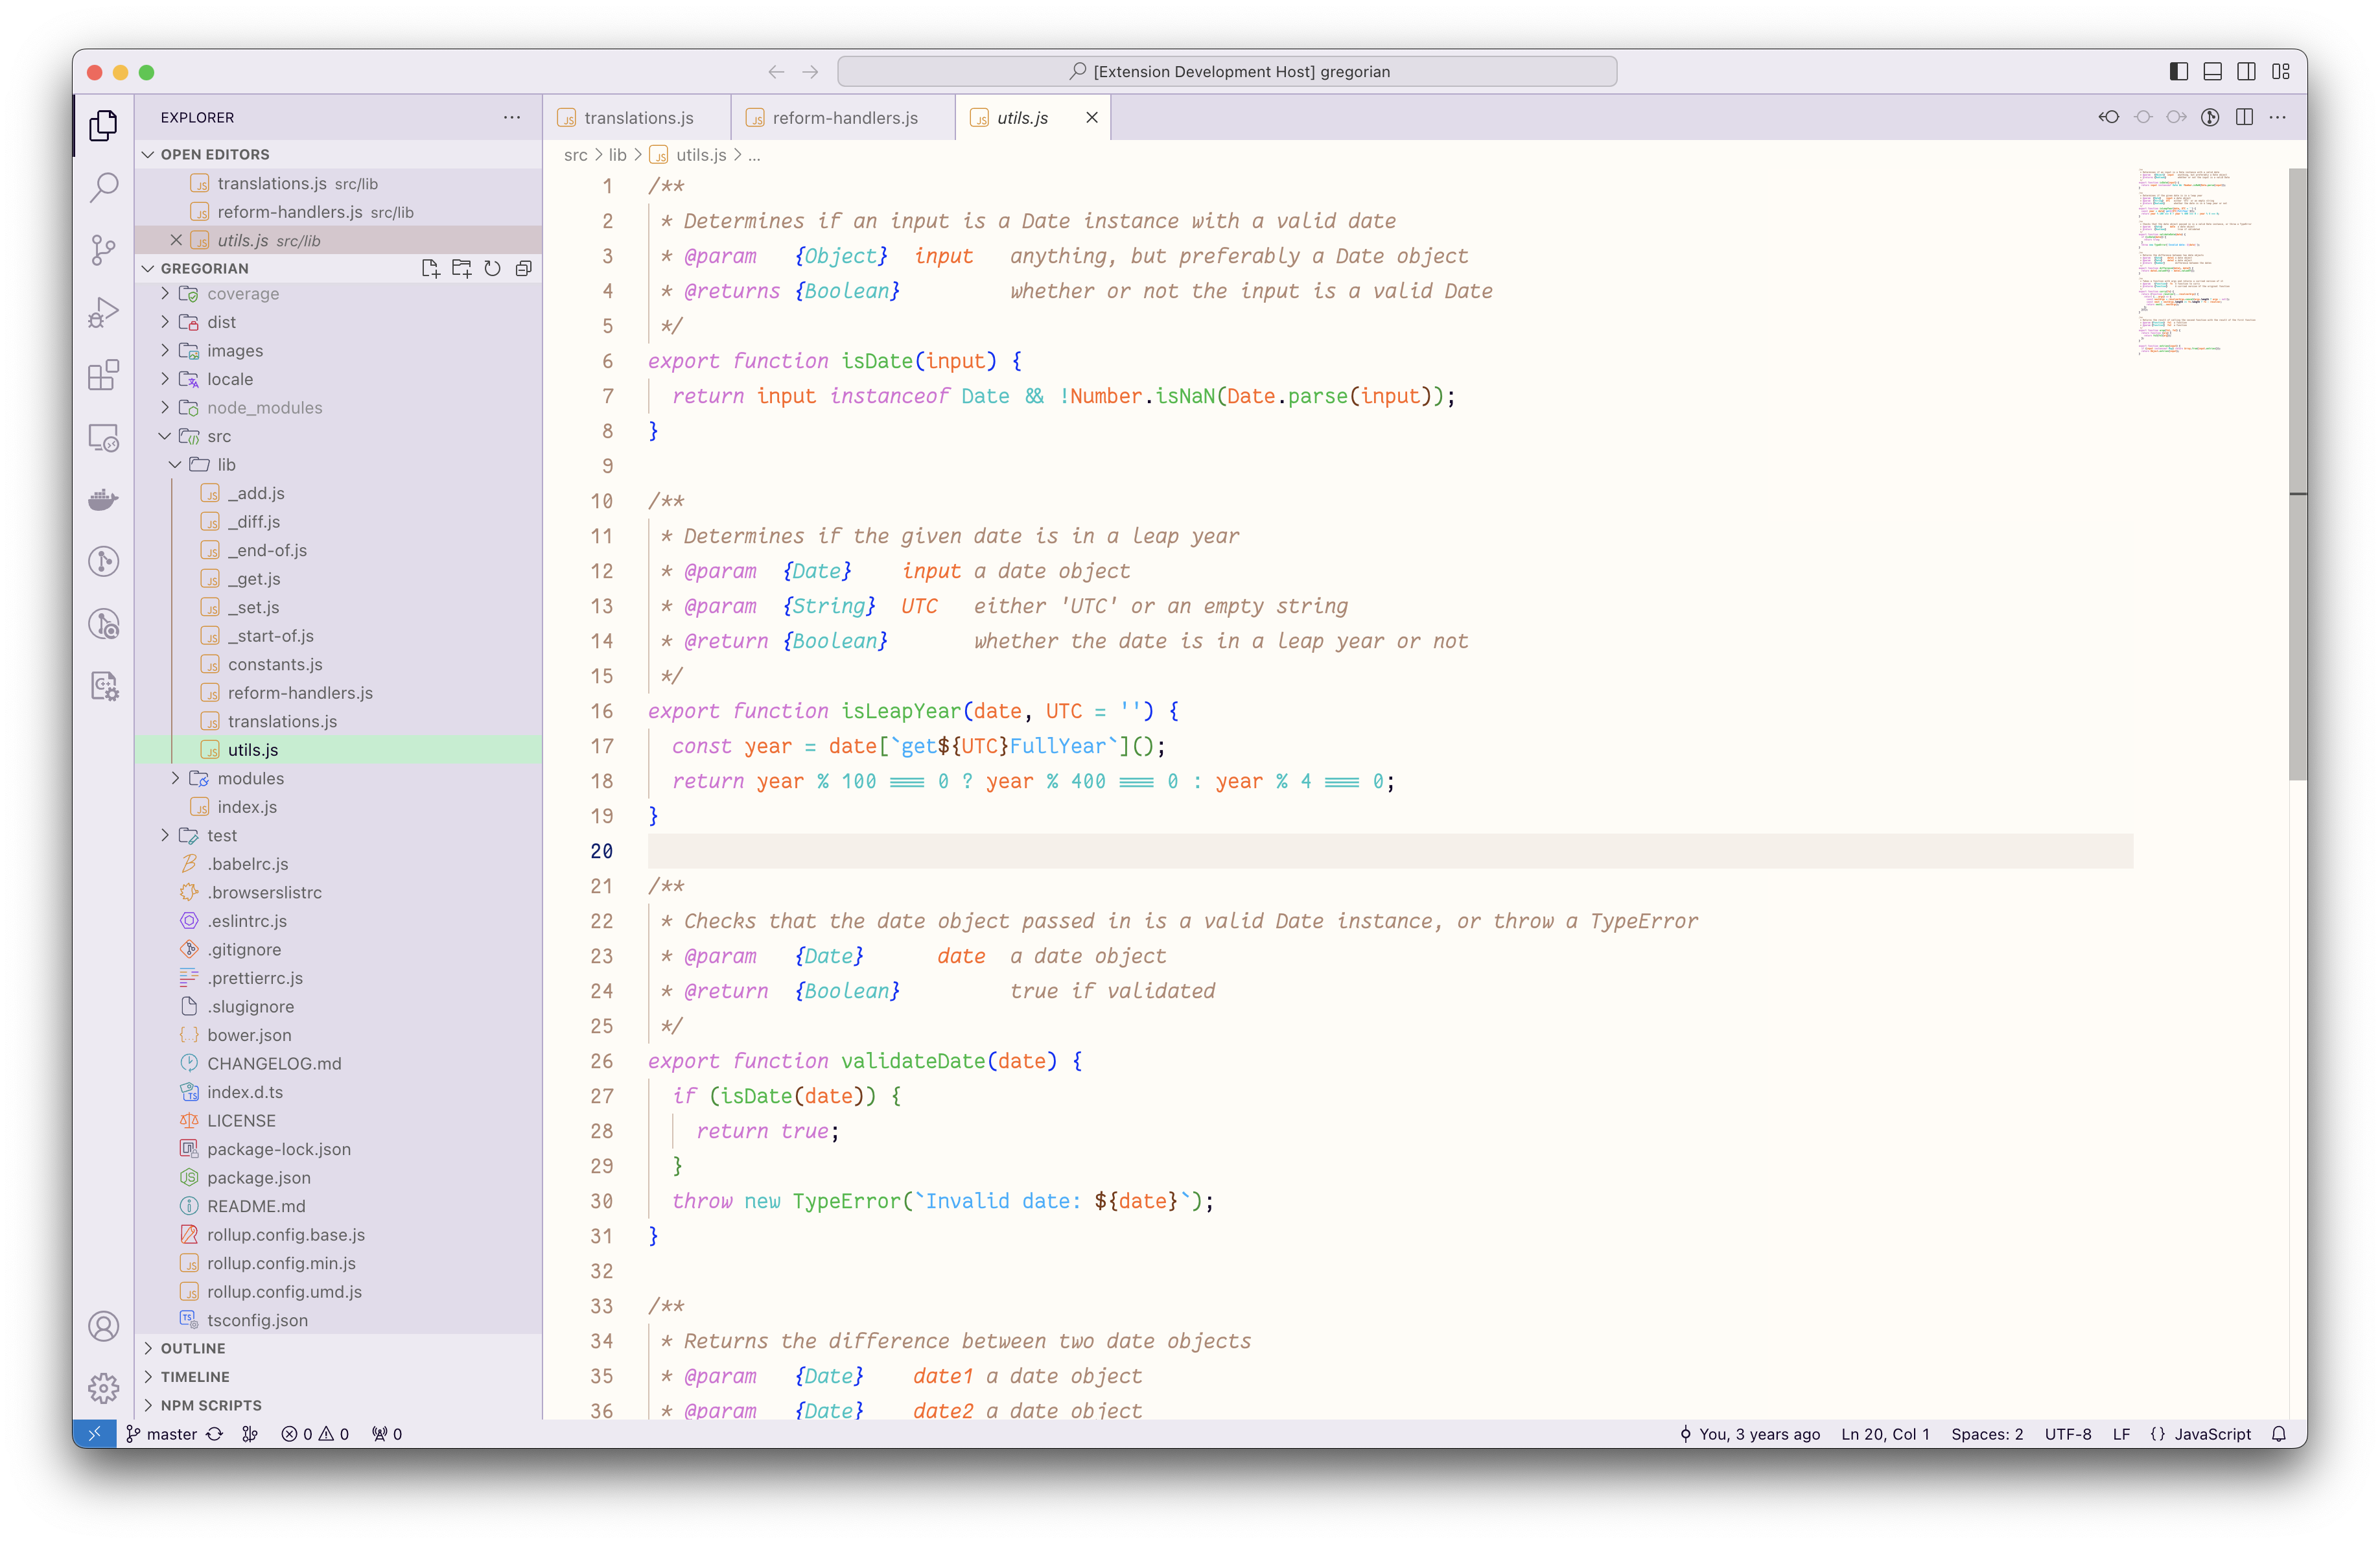 [Extension Development Host] gregorian
EXPLORER
OPEN EDITORS
translations.js src/lib
reform-handlers.js src/lib
utils.js src/lib
GREGORIAN
coverage
dist
images
locale
node_modules
src
lib
_add.js
_diff.js
_end-of.js
_get.js
_set.js
_start-of.js
constants.js
reform-handlers.js
translations.js
utils.js
modules
index.js
test
.babelrc.js
.browserslistrc
.eslintrc.js
.gitignore
.prettierrc.js
.slugignore
bower.json
CHANGELOG.md
index.d.ts
LICENSE
package-lock.json
package.json
README.md
rollup.config.base.js
rollup.config.min.js
rollup.config.umd.js
tsconfig.json
OUTLINE
TIMELINE
NPM SCRIPTS
translations.js reform-handlers.js utils.js
src > lib > utils.js > ...
1 /**
2  * Determines if an input is a Date instance with a valid date
3  * @param   {Object}  input   anything, but preferably a Date object
4  * @returns {Boolean}         whether or not the input is a valid Date
5  */
6 export function isDate(input) {
7   return input instanceof Date && !Number.isNaN(Date.parse(input));
8 }
9
10 /**
11  * Determines if the given date is in a leap year
12  * @param  {Date}    input a date object
13  * @param  {String}  UTC   either 'UTC' or an empty string
14  * @return {Boolean}       whether the date is in a leap year or not
15  */
16 export function isLeapYear(date, UTC = '') {
17   const year = date[`get${UTC}FullYear`]();
18   return year % 100 === 0 ? year % 400 === 0 : year % 4 === 0;
19 }
20
21 /**
22  * Checks that the date object passed in is a valid Date instance, or throw a TypeError
23  * @param   {Date}      date  a date object
24  * @return  {Boolean}         true if validated
25  */
26 export function validateDate(date) {
27   if (isDate(date)) {
28     return true;
29   }
30   throw new TypeError(`Invalid date: ${date}`);
31 }
32
33 /**
34  * Returns the difference between two date objects
35  * @param   {Date}    date1 a date object
36  * @param   {Date}    date2 a date object
master 0 0 0 You, 3 years ago Ln 20, Col 1 Spaces: 2 UTF-8 LF {} JavaScript